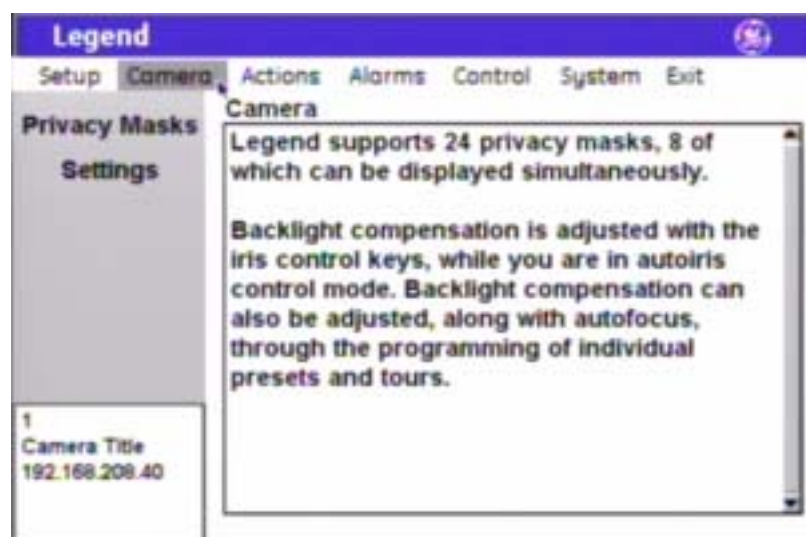 Legend
Setup Camera Actions Alarms Control System Exit
Privacy Masks
Settings
Camera
Legend supports 24 privacy masks, 8 of
which can be displayed simultaneously.
Backlight compensation is adjusted with the
iris control keys, while you are in autoiris
control mode. Backlight compensation can
also be adjusted, along with autofocus,
through the programming of individual
presets and tours.
1
Camera Title
192.168.208.40